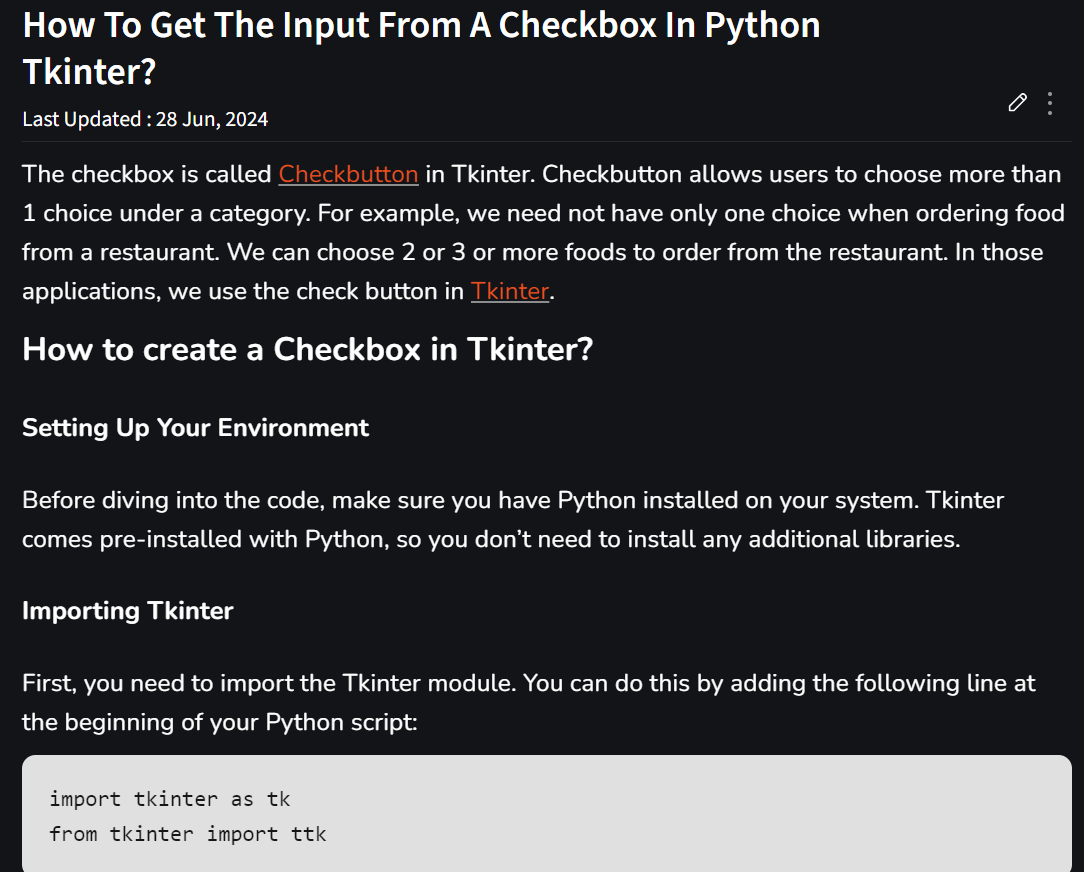 How To Get The Input From A Checkbox In Python
Tkinter?
Last Updated : 28 Jun, 2024
The checkbox is called Checkbutton in Tkinter. Checkbutton allows users to choose more than
1 choice under a category. For example, we need not have only one choice when ordering food
from a restaurant. We can choose 2 or 3 or more foods to order from the restaurant. In those
applications, we use the check button in Tkinter.
How to create a Checkbox in Tkinter?
Setting Up Your Environment
Before diving into the code, make sure you have Python installed on your system. Tkinter
comes pre-installed with Python, so you don’t need to install any additional libraries.
Importing Tkinter
First, you need to import the Tkinter module. You can do this by adding the following line at
the beginning of your Python script:
import tkinter as tk
from tkinter import ttk